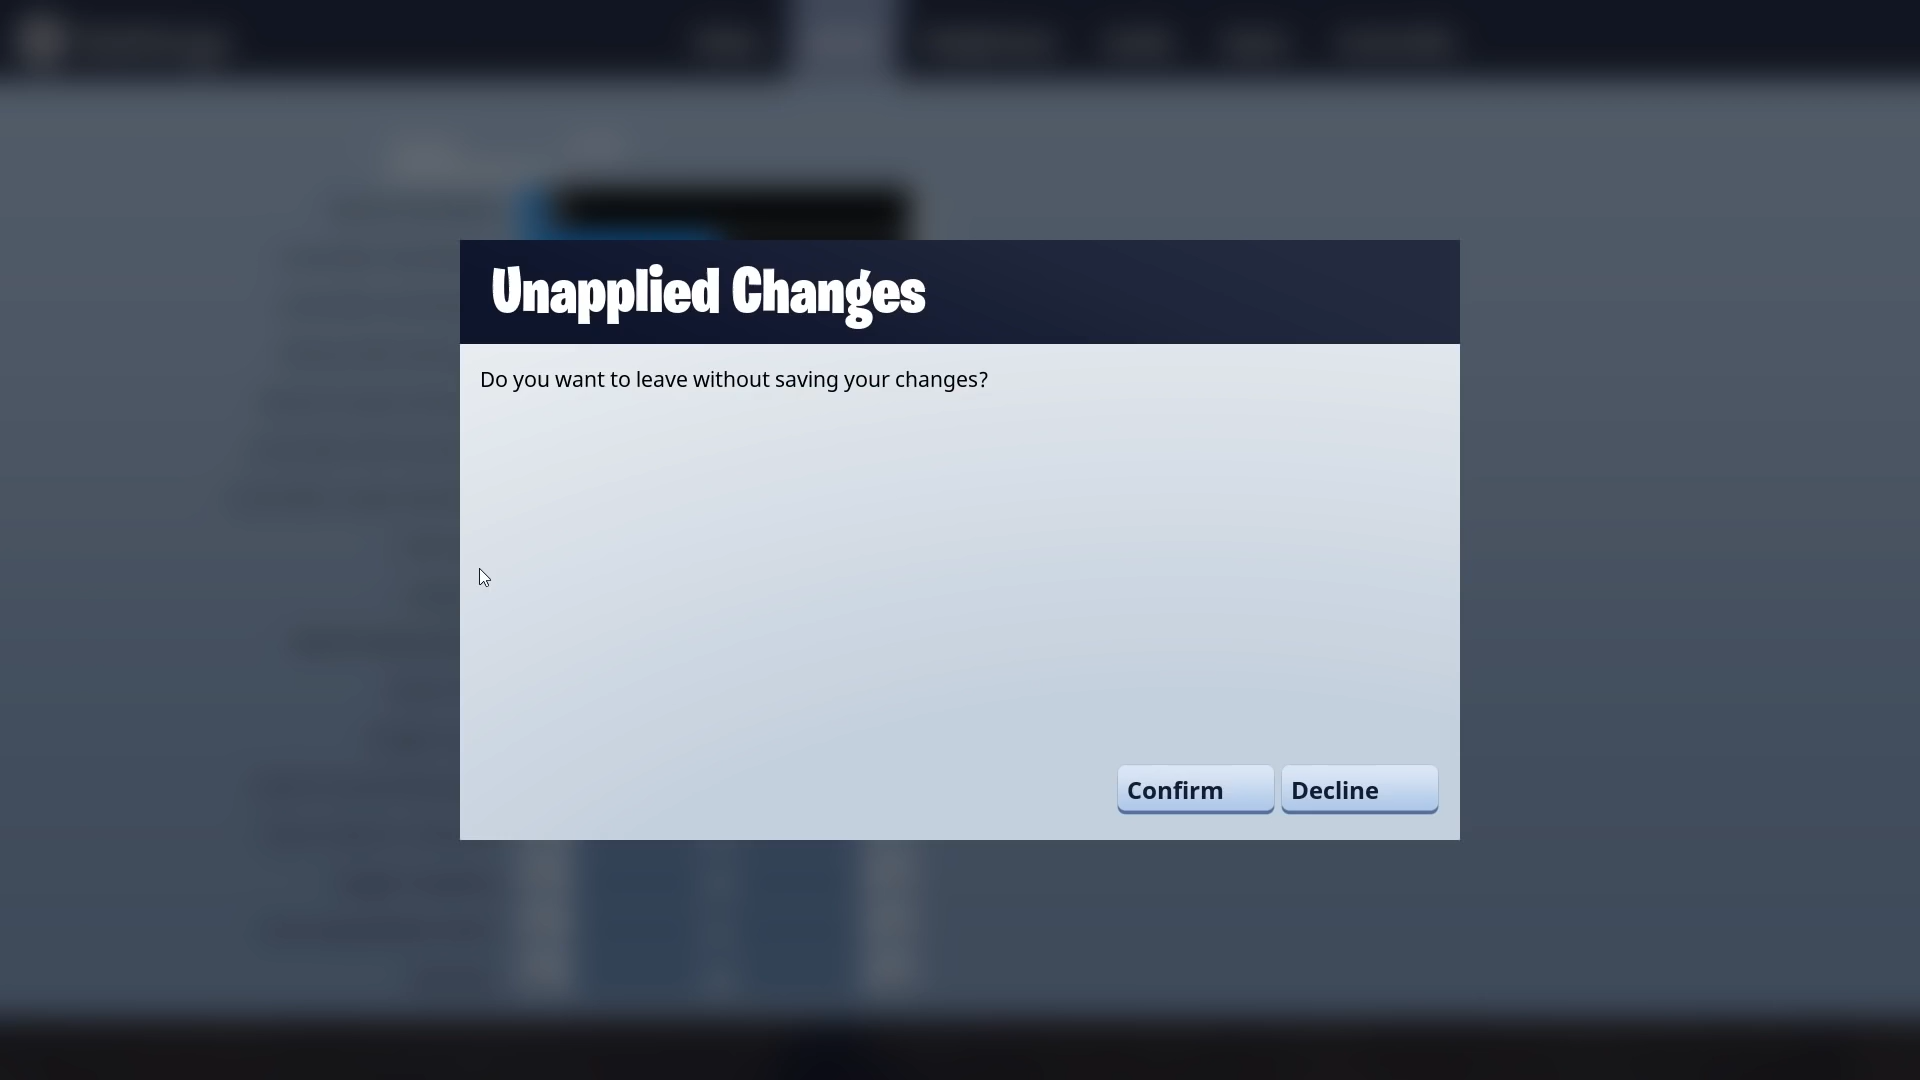 Unapplied Changes
Do you want to leave without saving your changes?
Confirm
Decline